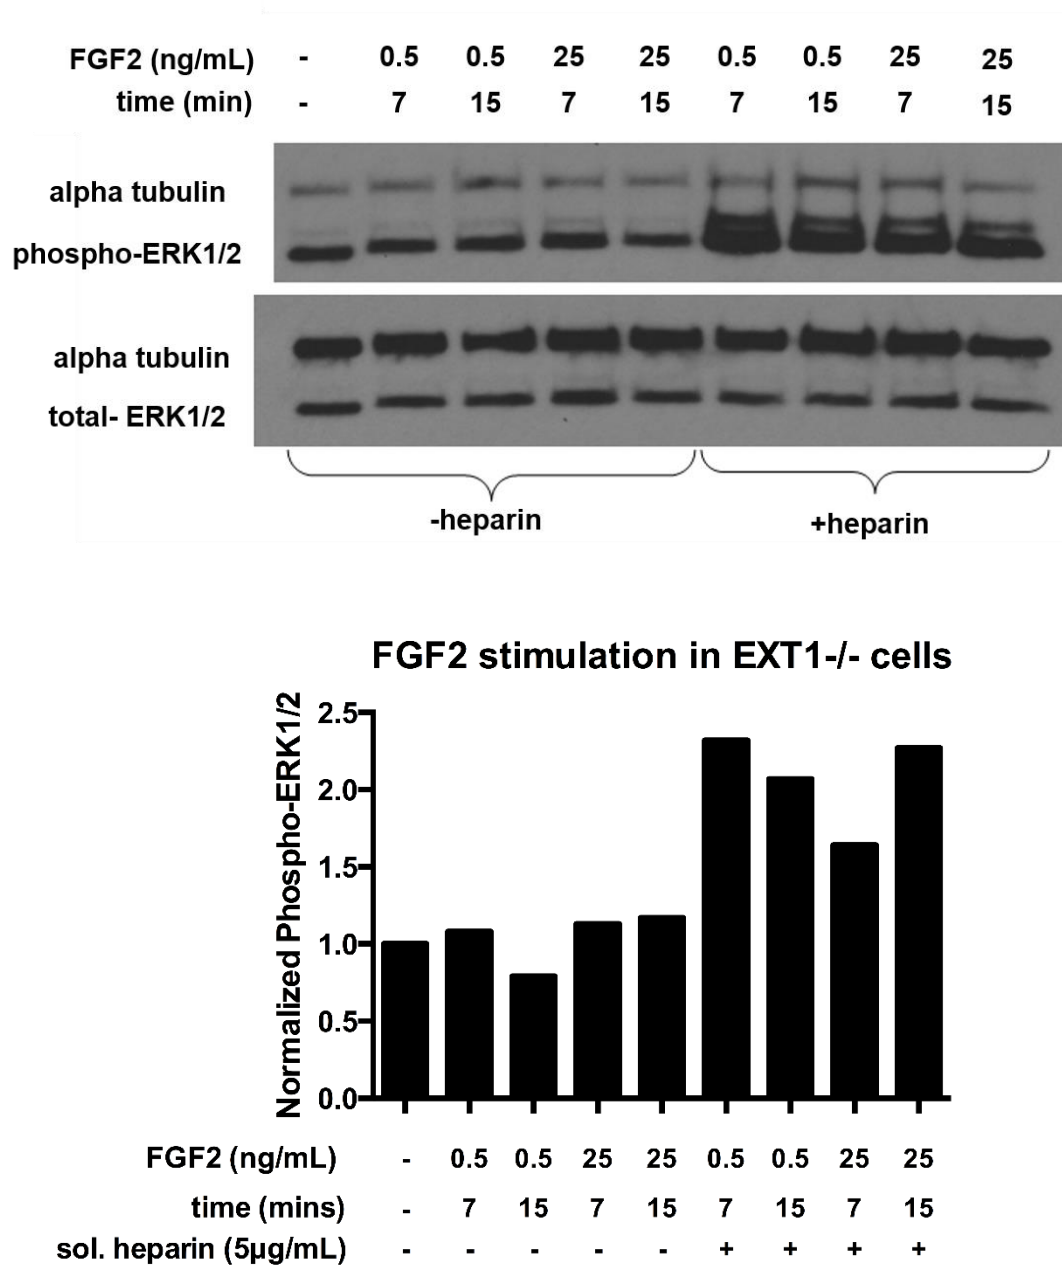 FGF2 (ng/mL) - 0.5 0.5 25 25 0.5 0.5 25 25
time (min) - 7 15 7 15 7 15 7 15
alpha tubulin
phospho-ERK1/2
alpha tubulin
total- ERK1/2
-heparin +heparin
FGF2 stimulation in EXT1-/- cells
Normalized Phospho-ERK1/2
2.5
2.0
1.5
1.0
0.5
0.0
FGF2 (ng/mL) - 0.5 0.5 25 25 0.5 0.5 25 25
time (mins) - 7 15 7 15 7 15 7 15
sol. heparin (5µg/mL) - - - - - + + + +